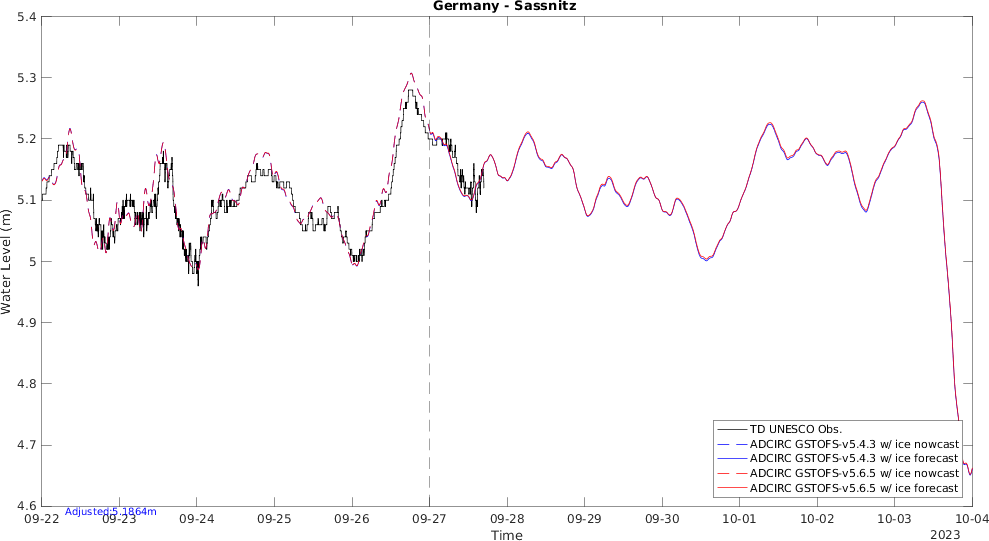 Germany - Sassnitz
Water Level (m)
5.4
5.3
5.2
5.1
5
4.9
4.8
4.7
4.6
TD UNESCO Obs.
ADCIRC GSTOFS-v5.4.3 w/ ice nowcast
ADCIRC GSTOFS-v5.4.3 w/ ice forecast
ADCIRC GSTOFS-v5.6.5 w/ ice nowcast
ADCIRC GSTOFS-v5.6.5 w/ ice forecast
Adjusted:5.1864m
09-22 09-23 09-24 09-25 09-26 09-27 09-28 09-29 09-30 10-01 10-02 10-03 10-04
Time
2023